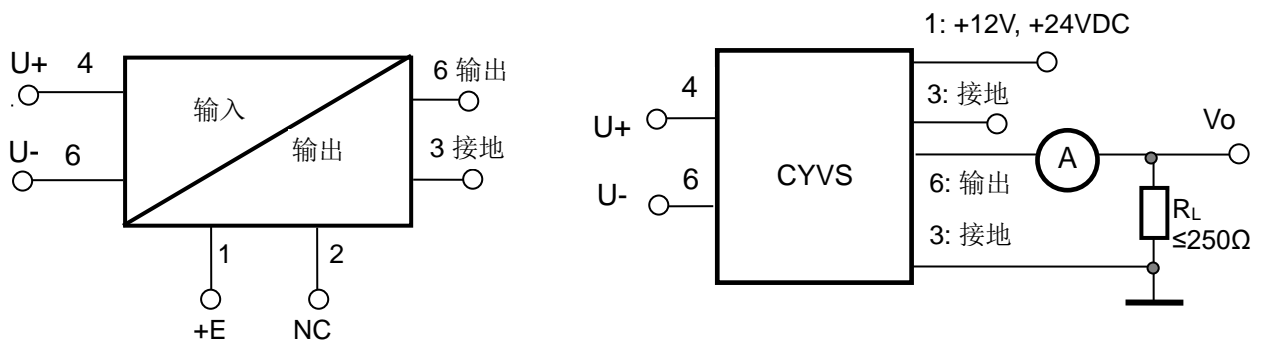 U+ 4
U- 6
输入
输出
6 输出
3 接地
1
2
+E
NC
1: +12V, +24VDC
3: 接地
4
U+
6
U-
CYVS
A
Vo
6: 输出
RL
≤250Ω
3: 接地